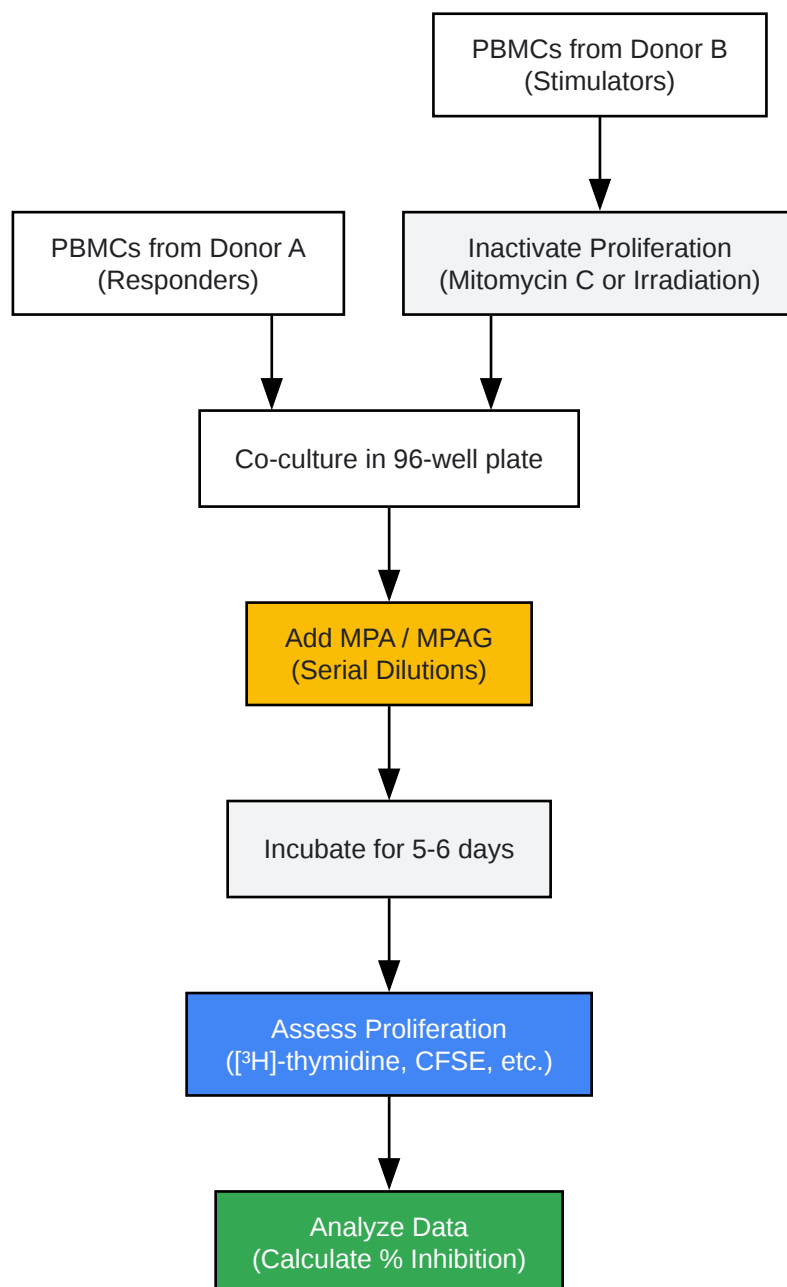 PBMCs from Donor B
(Stimulators)
PBMCs from Donor A
(Responders)
Inactivate Proliferation
(Mitomycin C or Irradiation)
Co-culture in 96-well plate
Add MPA / MPAG
(Serial Dilutions)
Incubate for 5-6 days
Assess Proliferation
([³H]-thymidine, CFSE, etc.)
Analyze Data
(Calculate % Inhibition)